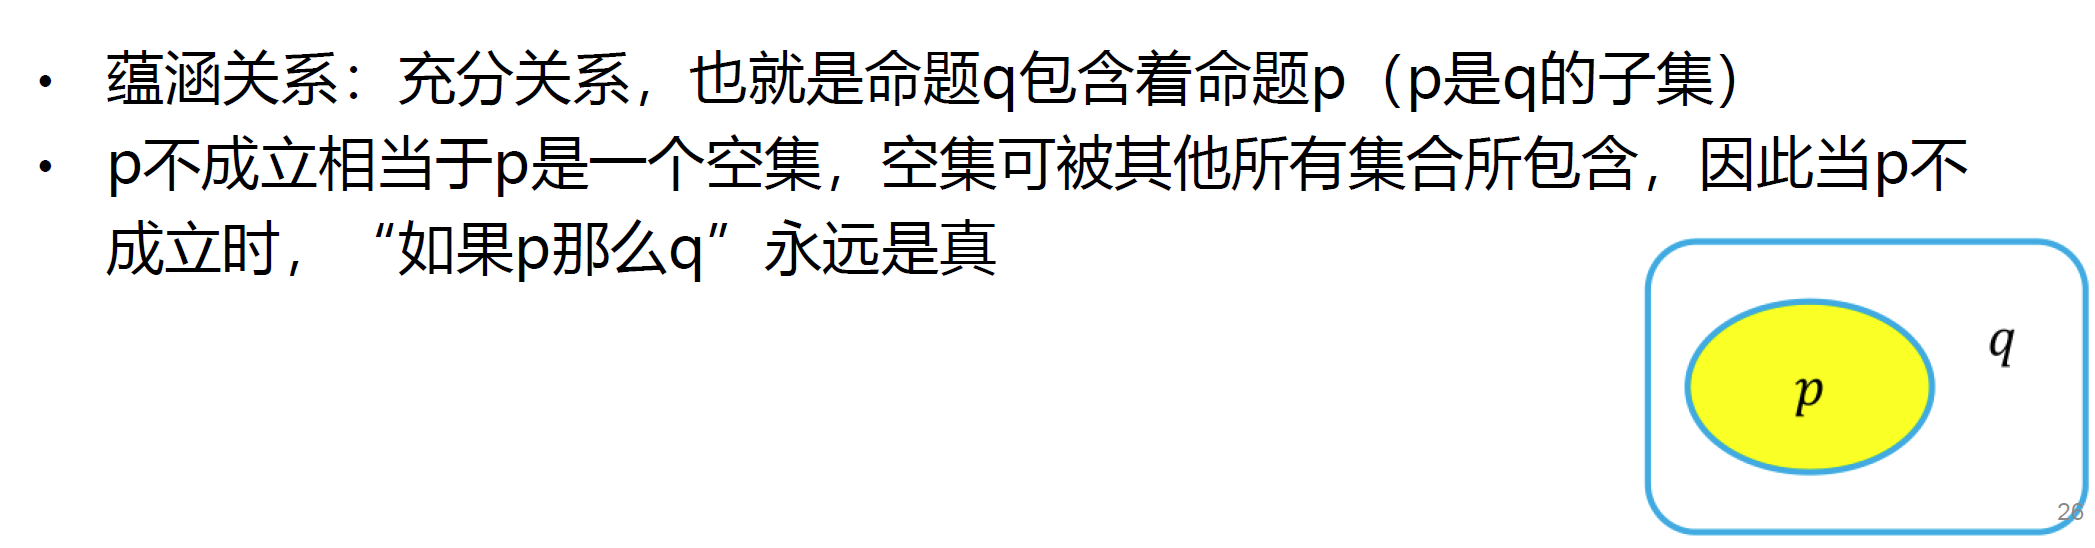 • 蕴涵关系：充分关系，也就是命题q包含着命题p（p是q的子集）
• p不成立相当于p是一个空集，空集可被其他所有集合所包含，因此当p不
成立时，“如果p那么q”永远是真
q
p
26